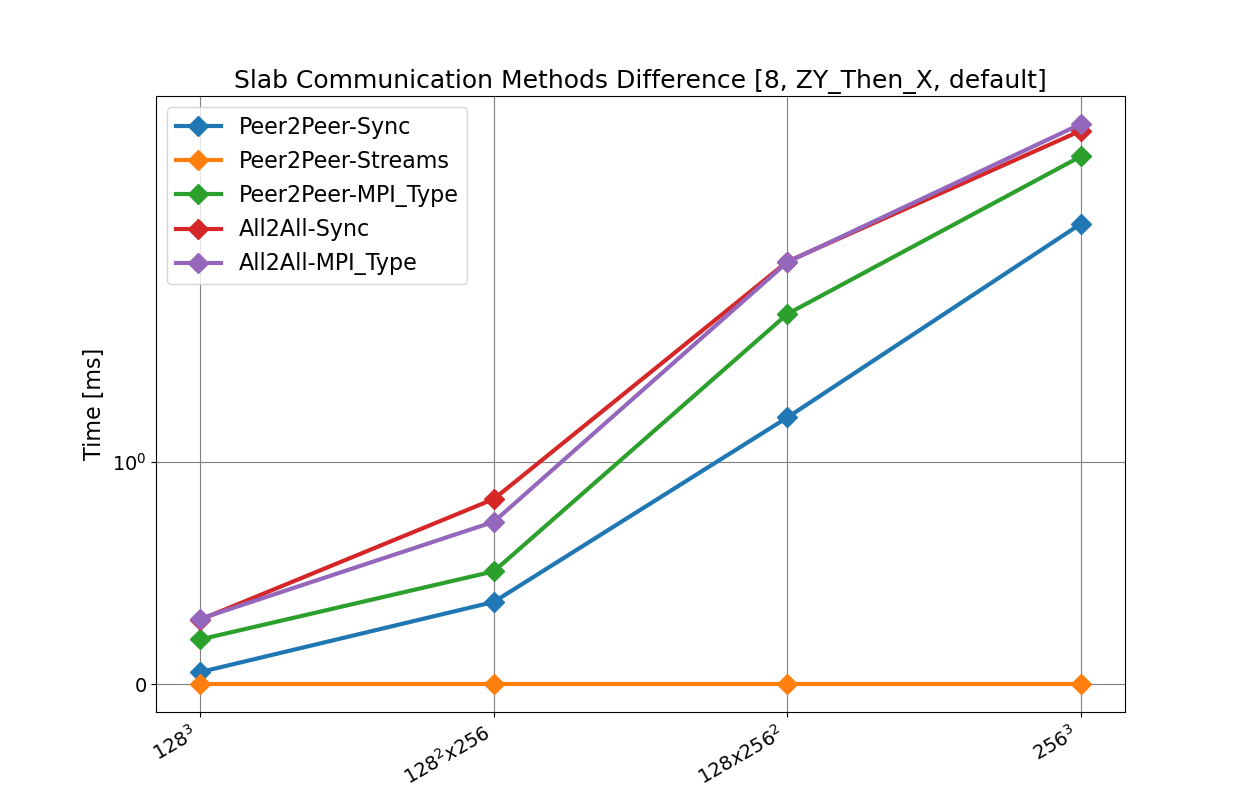 Slab Communication Methods Difference [8, ZY_Then_X, default]
Peer2Peer-Sync
Peer2Peer-Streams
Peer2Peer-MPI_Type
All2All-Sync
All2All-MPI_Type
Time [ms]
10⁰
0
128³
128²x256
128x256²
256³